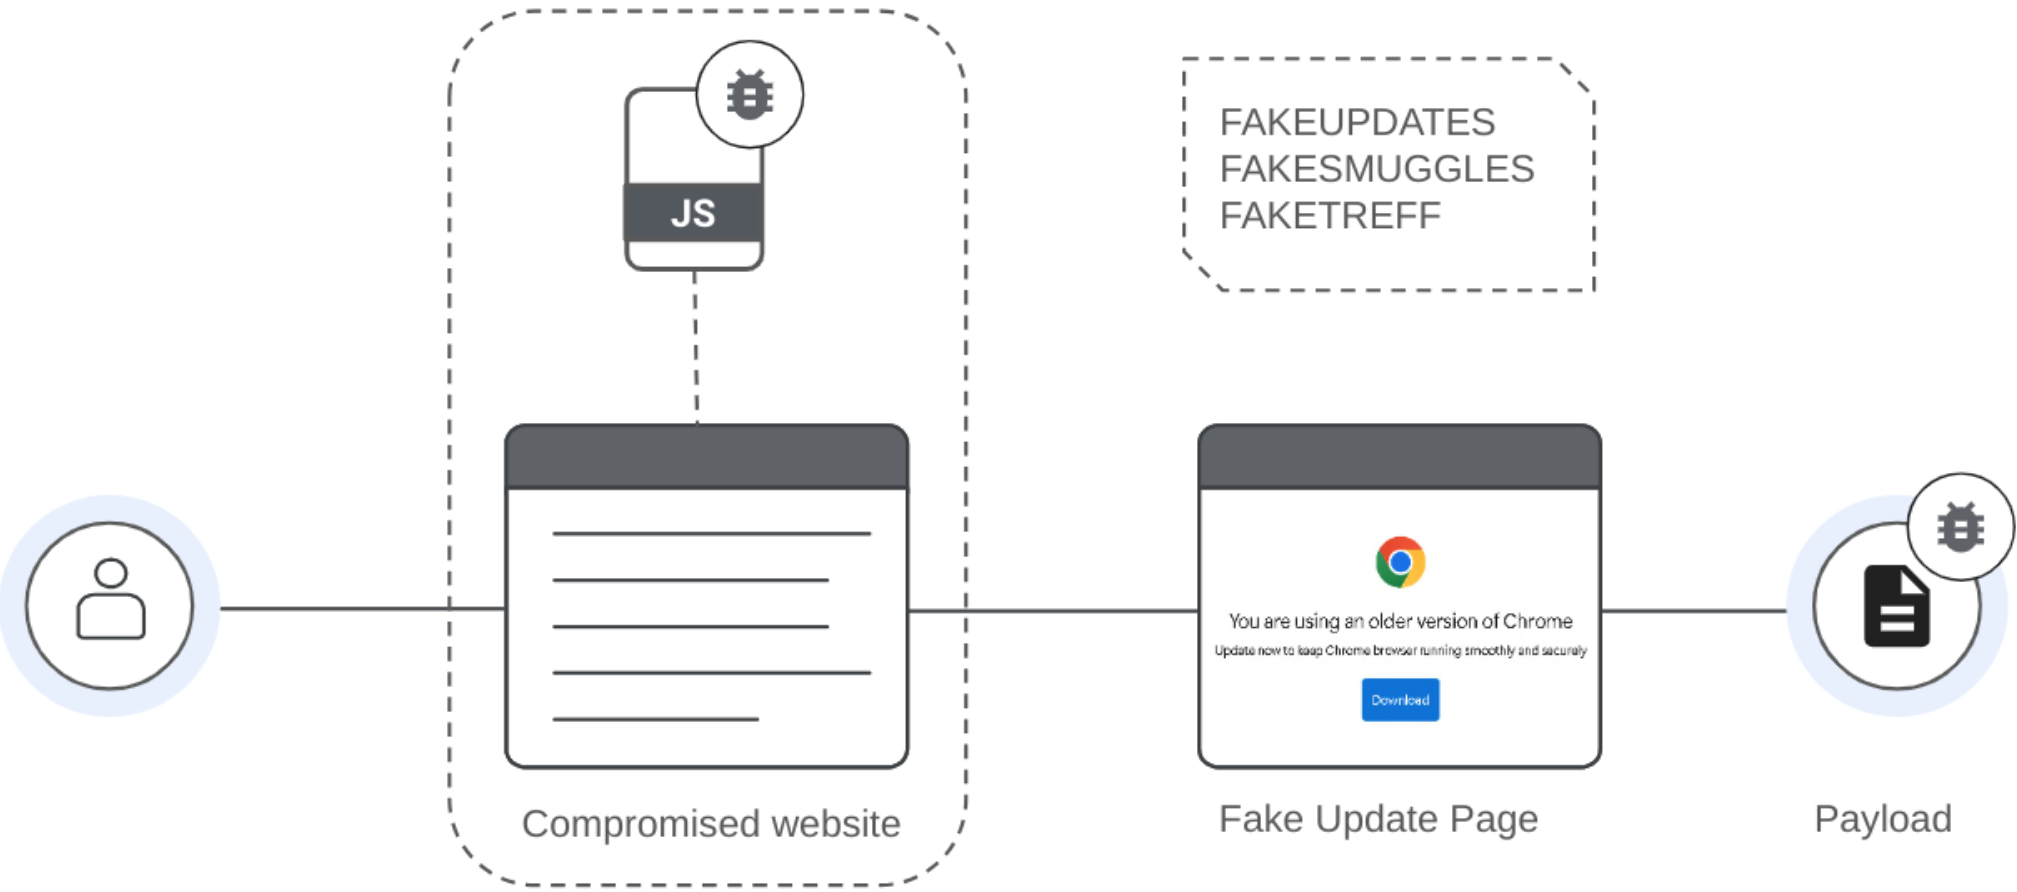 JS
FAKEUPDATES
FAKESMUGGLES
FAKETREFF
You are using an older version of Chrome
Update now to keep Chrome browser running smoothly and securely
Download
Compromised website
Fake Update Page
Payload